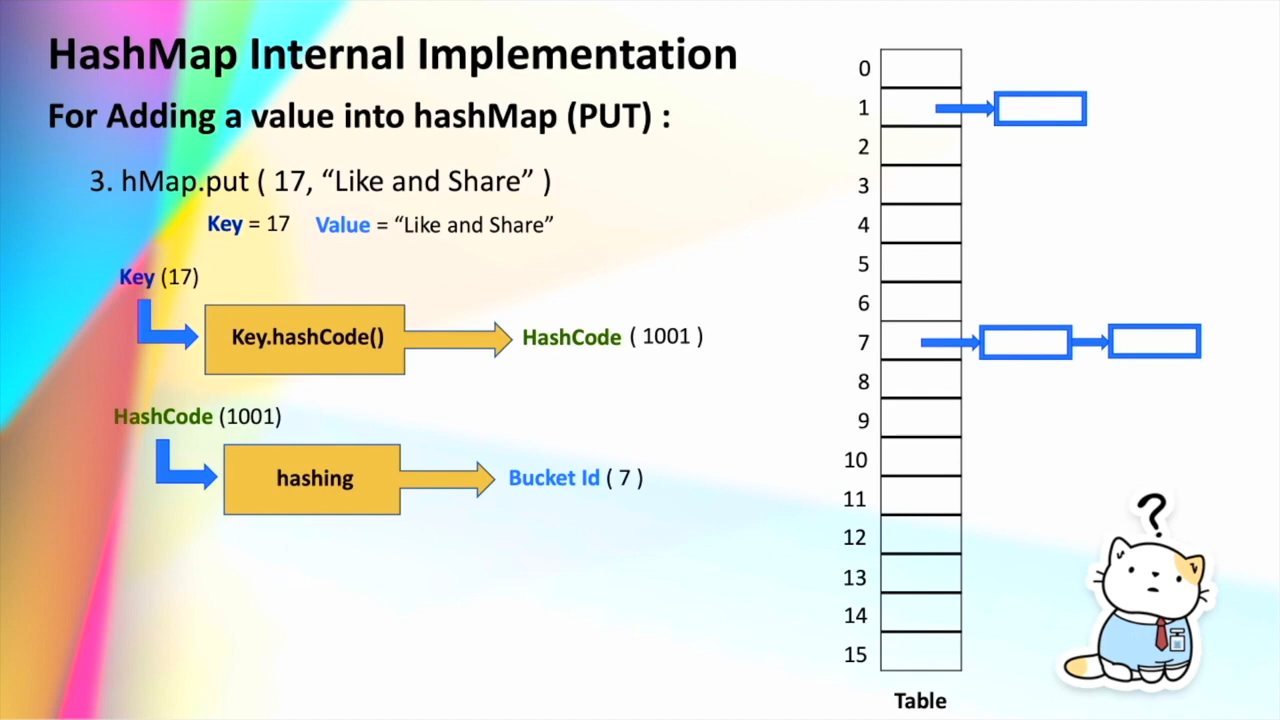 HashMap Internal Implementation
For Adding a value into hashMap (PUT) :
3. hMap.put ( 17, “Like and Share” )
Key = 17 Value = “Like and Share”
Key (17)
Key.hashCode()
HashCode ( 1001 )
HashCode (1001)
hashing
Bucket Id ( 7 )
0
1
2
3
4
5
6
7
8
9
10
11
12
13
14
15
Table
?